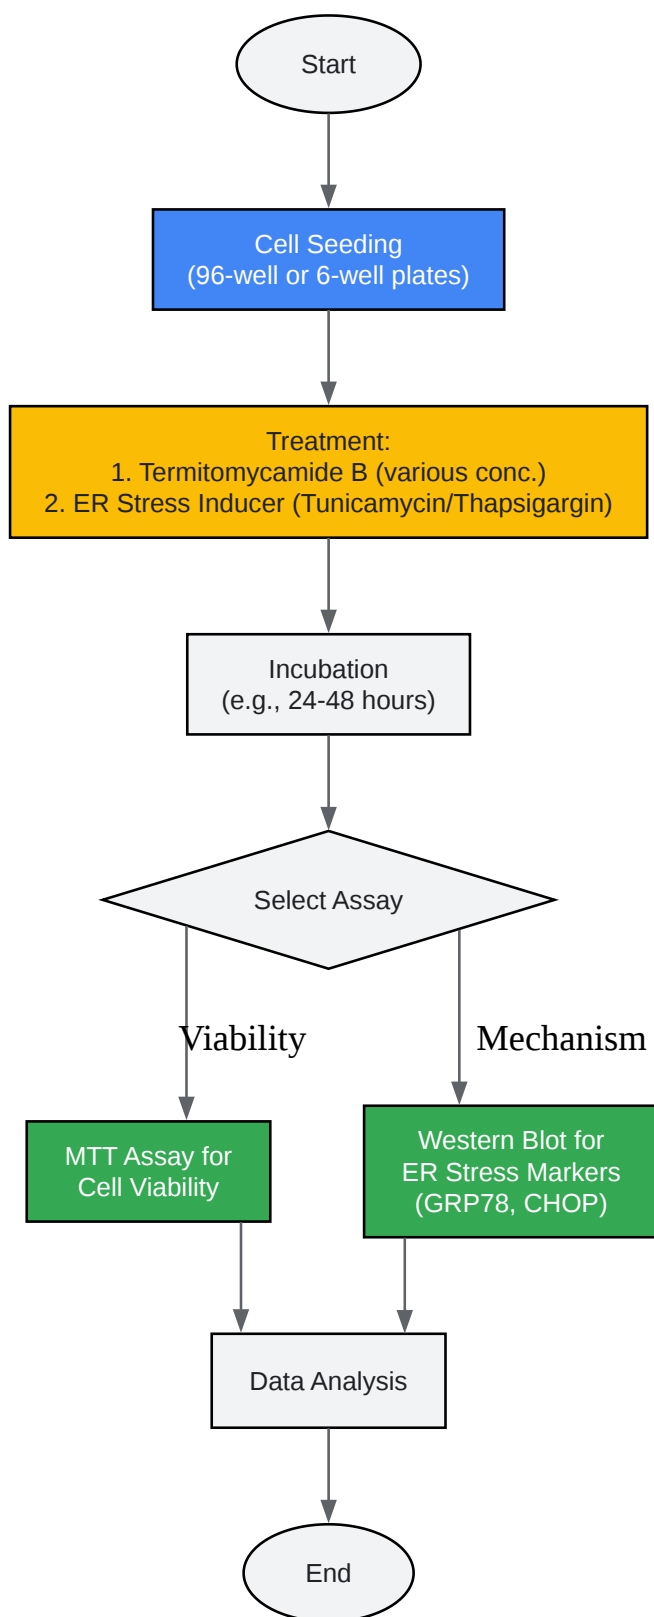 Start
Cell Seeding
(96-well or 6-well plates)
Treatment:
1. Termitomycamide B (various conc.)
2. ER Stress Inducer (Tunicamycin/Thapsigargin)
Incubation
(e.g., 24-48 hours)
Select Assay
Viability
Mechanism
MTT Assay for
Cell Viability
Western Blot for
ER Stress Markers
(GRP78, CHOP)
Data Analysis
End